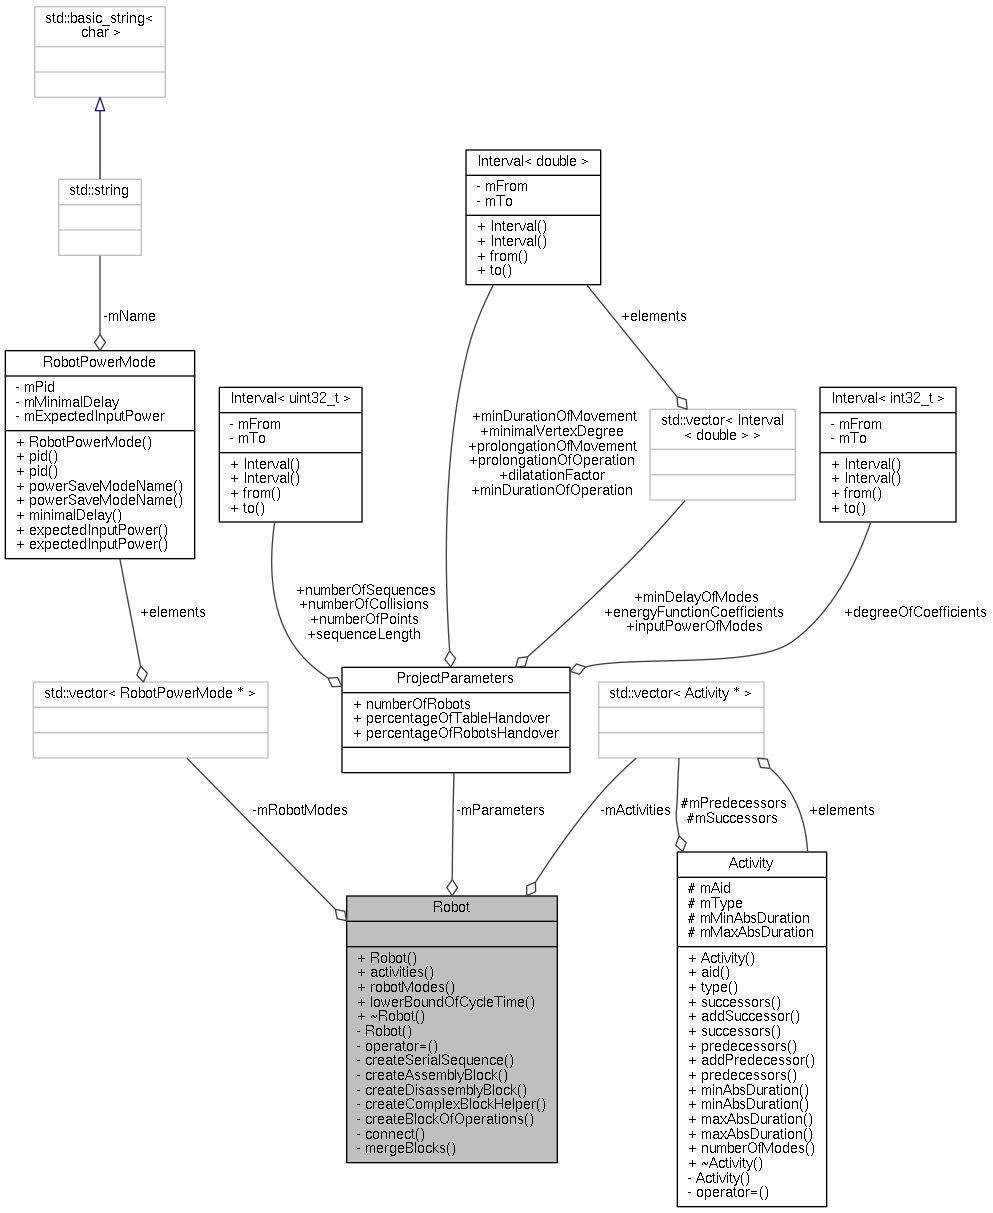 std::basic_string<
char >
std::string
-mName
Interval< double >
- mFrom
- mTo
+ Interval()
+ Interval()
+ from()
+ to()
+elements
RobotPowerMode
- mPid
- mMinimalDelay
- mExpectedInputPower
+ RobotPowerMode()
+ pid()
+ pid()
+ powerSaveModeName()
+ powerSaveModeName()
+ minimalDelay()
+ expectedInputPower()
+ expectedInputPower()
Interval< uint32_t >
- mFrom
- mTo
+ Interval()
+ Interval()
+ from()
+ to()
+minDurationOfMovement
+minimalVertexDegree
+prolongationOfMovement
+prolongationOfOperation
+dilatationFactor
+minDurationOfOperation
std::vector< Interval
< double > >
Interval< int32_t >
- mFrom
- mTo
+ Interval()
+ Interval()
+ from()
+ to()
+elements
+numberOfSequences
+numberOfCollisions
+numberOfPoints
+sequenceLength
+minDelayOfModes
+energyFunctionCoefficients
+inputPowerOfModes
+degreeOfCoefficients
std::vector< RobotPowerMode * >
ProjectParameters
+ numberOfRobots
+ percentageOfTableHandover
+ percentageOfRobotsHandover
std::vector< Activity * >
-mRobotModes
-mParameters
-mActivities
#mPredecessors
#mSuccessors
+elements
Robot
+ Robot()
+ activities()
+ robotModes()
+ lowerBoundOfCycleTime()
+ ~Robot()
- Robot()
- operator=()
- createSerialSequence()
- createAssemblyBlock()
- createDisassemblyBlock()
- createComplexBlockHelper()
- createBlockOfOperations()
- connect()
- mergeBlocks()
Activity
# mAid
# mType
# mMinAbsDuration
# mMaxAbsDuration
+ Activity()
+ aid()
+ type()
+ successors()
+ addSuccessor()
+ successors()
+ predecessors()
+ addPredecessor()
+ predecessors()
+ minAbsDuration()
+ minAbsDuration()
+ maxAbsDuration()
+ maxAbsDuration()
+ numberOfModes()
+ ~Activity()
- Activity()
- operator=()